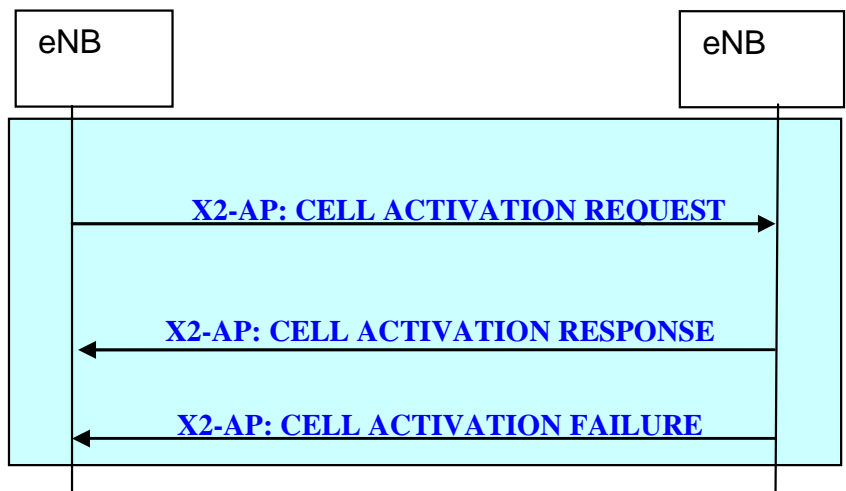 eNB
eNB
X2-AP: CELL ACTIVATION REQUEST
X2-AP: CELL ACTIVATION RESPONSE
X2-AP: CELL ACTIVATION FAILURE